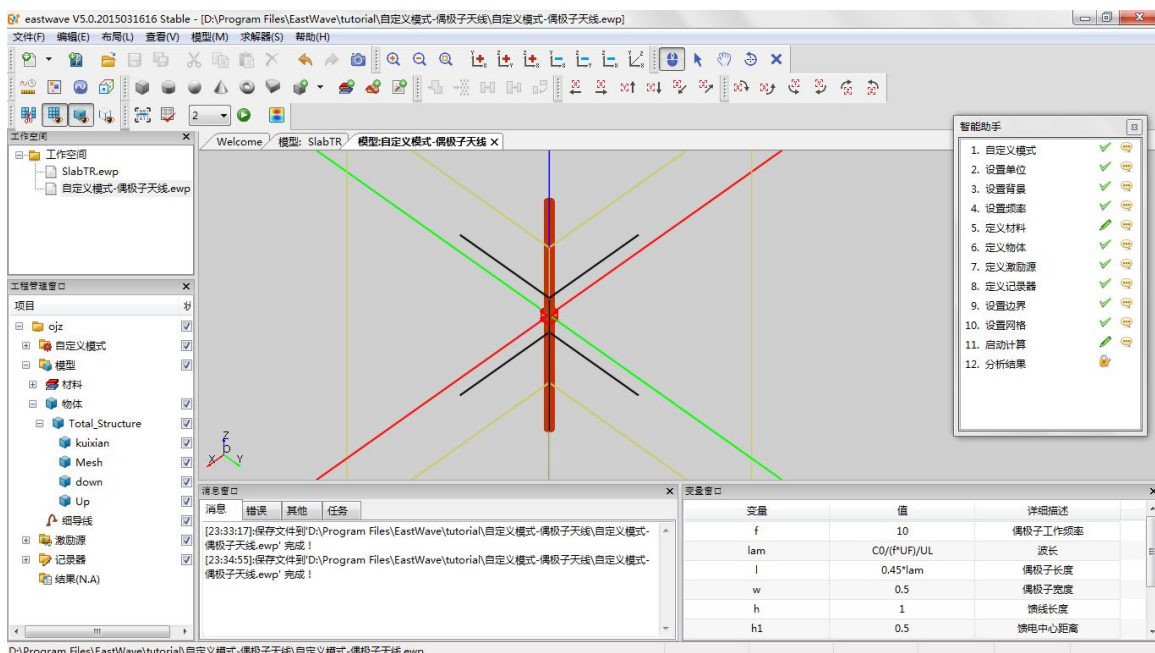 eastwave V5.0.2015031616 Stable - [D:\Program Files\EastWave\tutorial\自定义模式-偶极子天线\自定义模式-偶极子天线.ewp]
文件(F) 编辑(E) 布局(L) 查看(V) 模型(M) 求解器(S) 帮助(H)
2
工作空间
工作空间
SlabTR.ewp
自定义模式-偶极子天线.ewp
Welcome 模型: SlabTR 模型:自定义模式-偶极子天线
Z
O
X Y
智能助手
1. 自定义模式
2. 设置单位
3. 设置背景
4. 设置频率
5. 定义材料
6. 定义物体
7. 定义激励源
8. 定义记录器
9. 设置边界
10. 设置网格
11. 启动计算
12. 分析结果
工程管理窗口
项目
ojz
自定义模式
模型
材料
物体
Total_Structure
kuixian
Mesh
down
Up
细导线
激励源
记录器
结果(N.A)
消息窗口
消息 错误 其他 任务
[23:33:17]:保存文件到'D:\Program Files\EastWave\tutorial\自定义模式-偶极子天线\自定义模式-
偶极子天线.ewp' 完成！
[23:34:55]:保存文件到'D:\Program Files\EastWave\tutorial\自定义模式-偶极子天线\自定义模式-
偶极子天线.ewp' 完成！
变量窗口
变量 值 详细描述
f 10 偶极子工作频率
lam C0/(f*UF)/UL 波长
l 0.45*lam 偶极子长度
w 0.5 偶极子宽度
h 1 馈线长度
h1 0.5 馈电中心距离
D:\Program Files\EastWave\tutorial\自定义模式-偶极子天线\自定义模式-偶极子天线.ewp